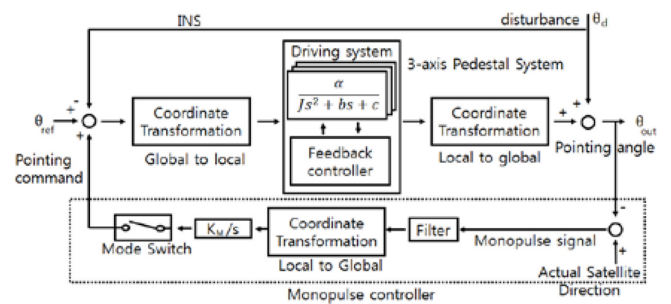 INS
disturbance
θd
Driving system
3-axis Pedestal System
α
Js² + bs + c
Feedback
controller
θref
+
-
+
Pointing
command
Coordinate
Transformation
Global to local
Coordinate
Transformation
Local to global
+
+
θout
Pointing angle
Mode Switch
KM/s
Coordinate
Transformation
Local to Global
Filter
Monopulse signal
-
+
Actual Satellite
Direction
Monopulse controller